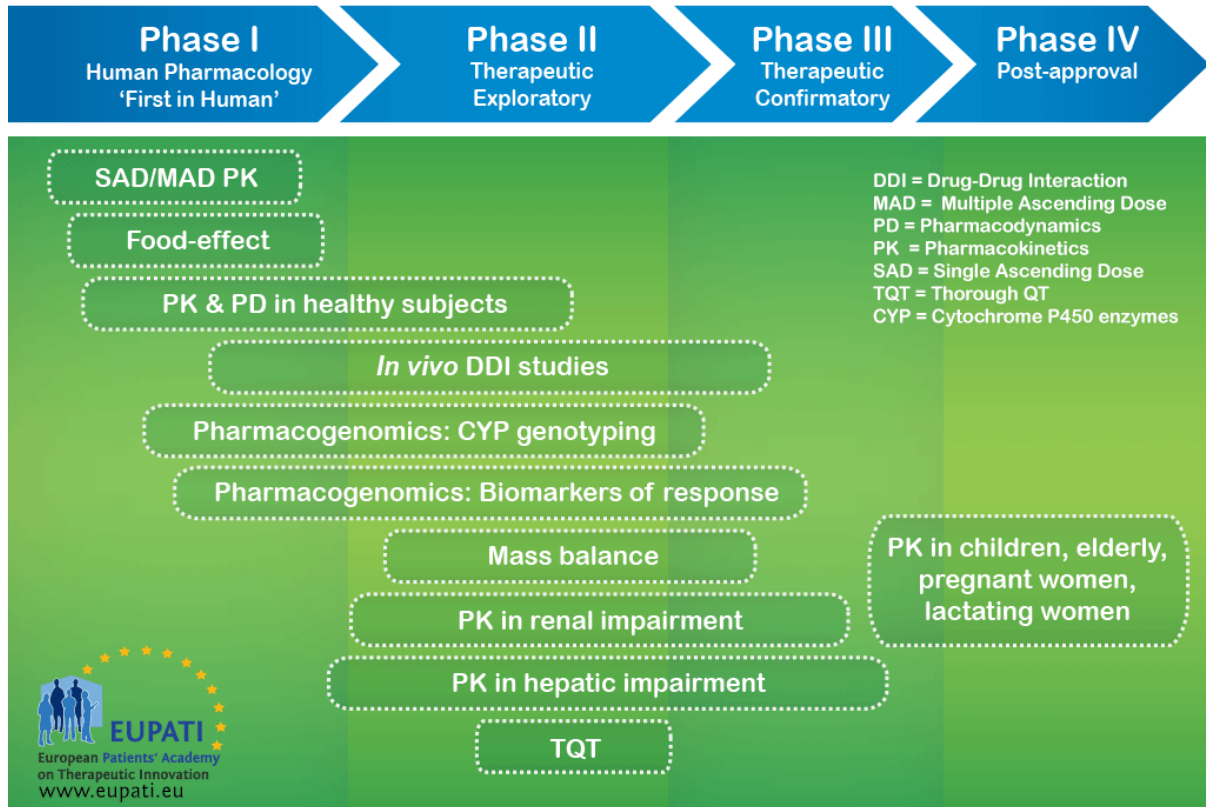 Phase I
Human Pharmacology
‘First in Human’
Phase II
Therapeutic
Exploratory
Phase III
Therapeutic
Confirmatory
Phase IV
Post-approval
SAD/MAD PK
Food-effect
PK & PD in healthy subjects
In vivo DDI studies
Pharmacogenomics: CYP genotyping
Pharmacogenomics: Biomarkers of response
Mass balance
PK in renal impairment
PK in hepatic impairment
TQT
DDI = Drug-Drug Interaction
MAD = Multiple Ascending Dose
PD = Pharmacodynamics
PK = Pharmacokinetics
SAD = Single Ascending Dose
TQT = Thorough QT
CYP = Cytochrome P450 enzymes
PK in children, elderly,
pregnant women,
lactating women
EUPATI
European Patients’ Academy
on Therapeutic Innovation
www.eupati.eu